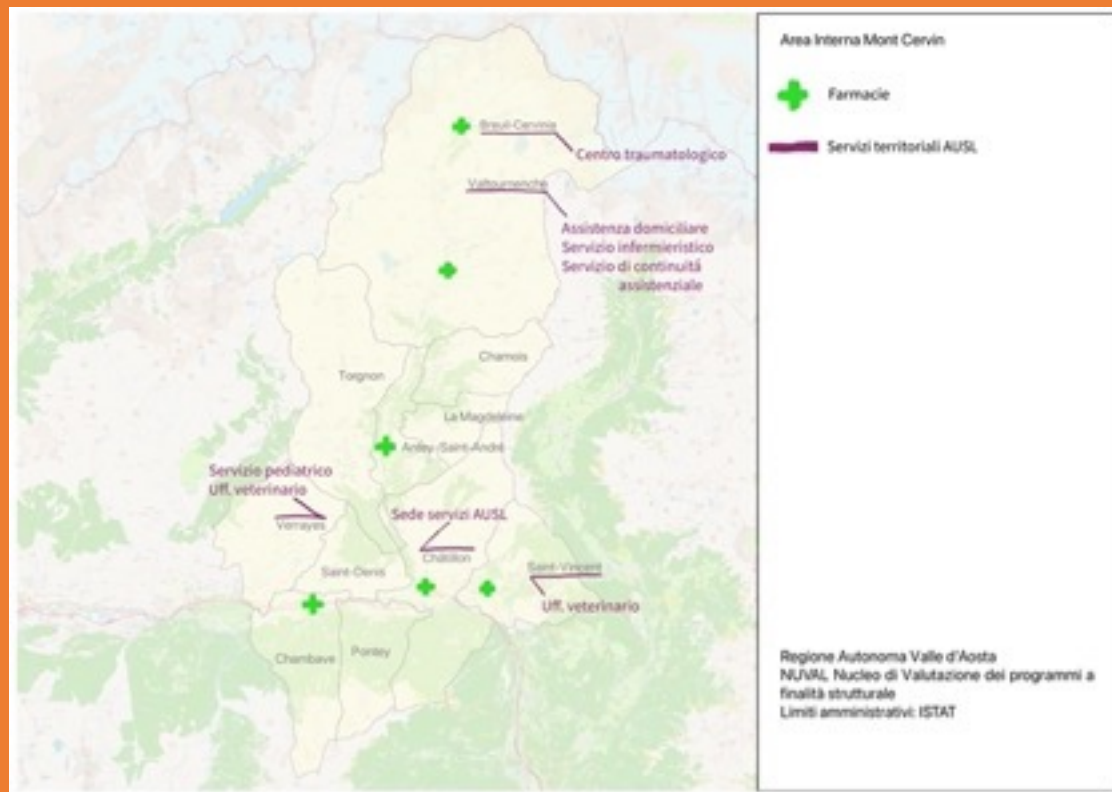 Area Interna Mont Cervin
Farmacie
Servizi territoriali AUSL
Breuil-Cervinia
Centro traumatologico
Valtournenche
Assistenza domiciliare
Servizio infermieristico
Servizio di continuità
assistenziale
Chamois
Torgnon
La Magdeleine
Antey-Saint-André
Servizio pediatrico
Uff. veterinario
Verrayes
Sede servizi AUSL
Châtillon
Saint-Denis
Saint-Vincent
Uff. veterinario
Chambave
Pontey
Regione Autonoma Valle d'Aosta
NUVAL Nucleo di Valutazione dei programmi a
finalità strutturale
Limiti amministrativi: ISTAT